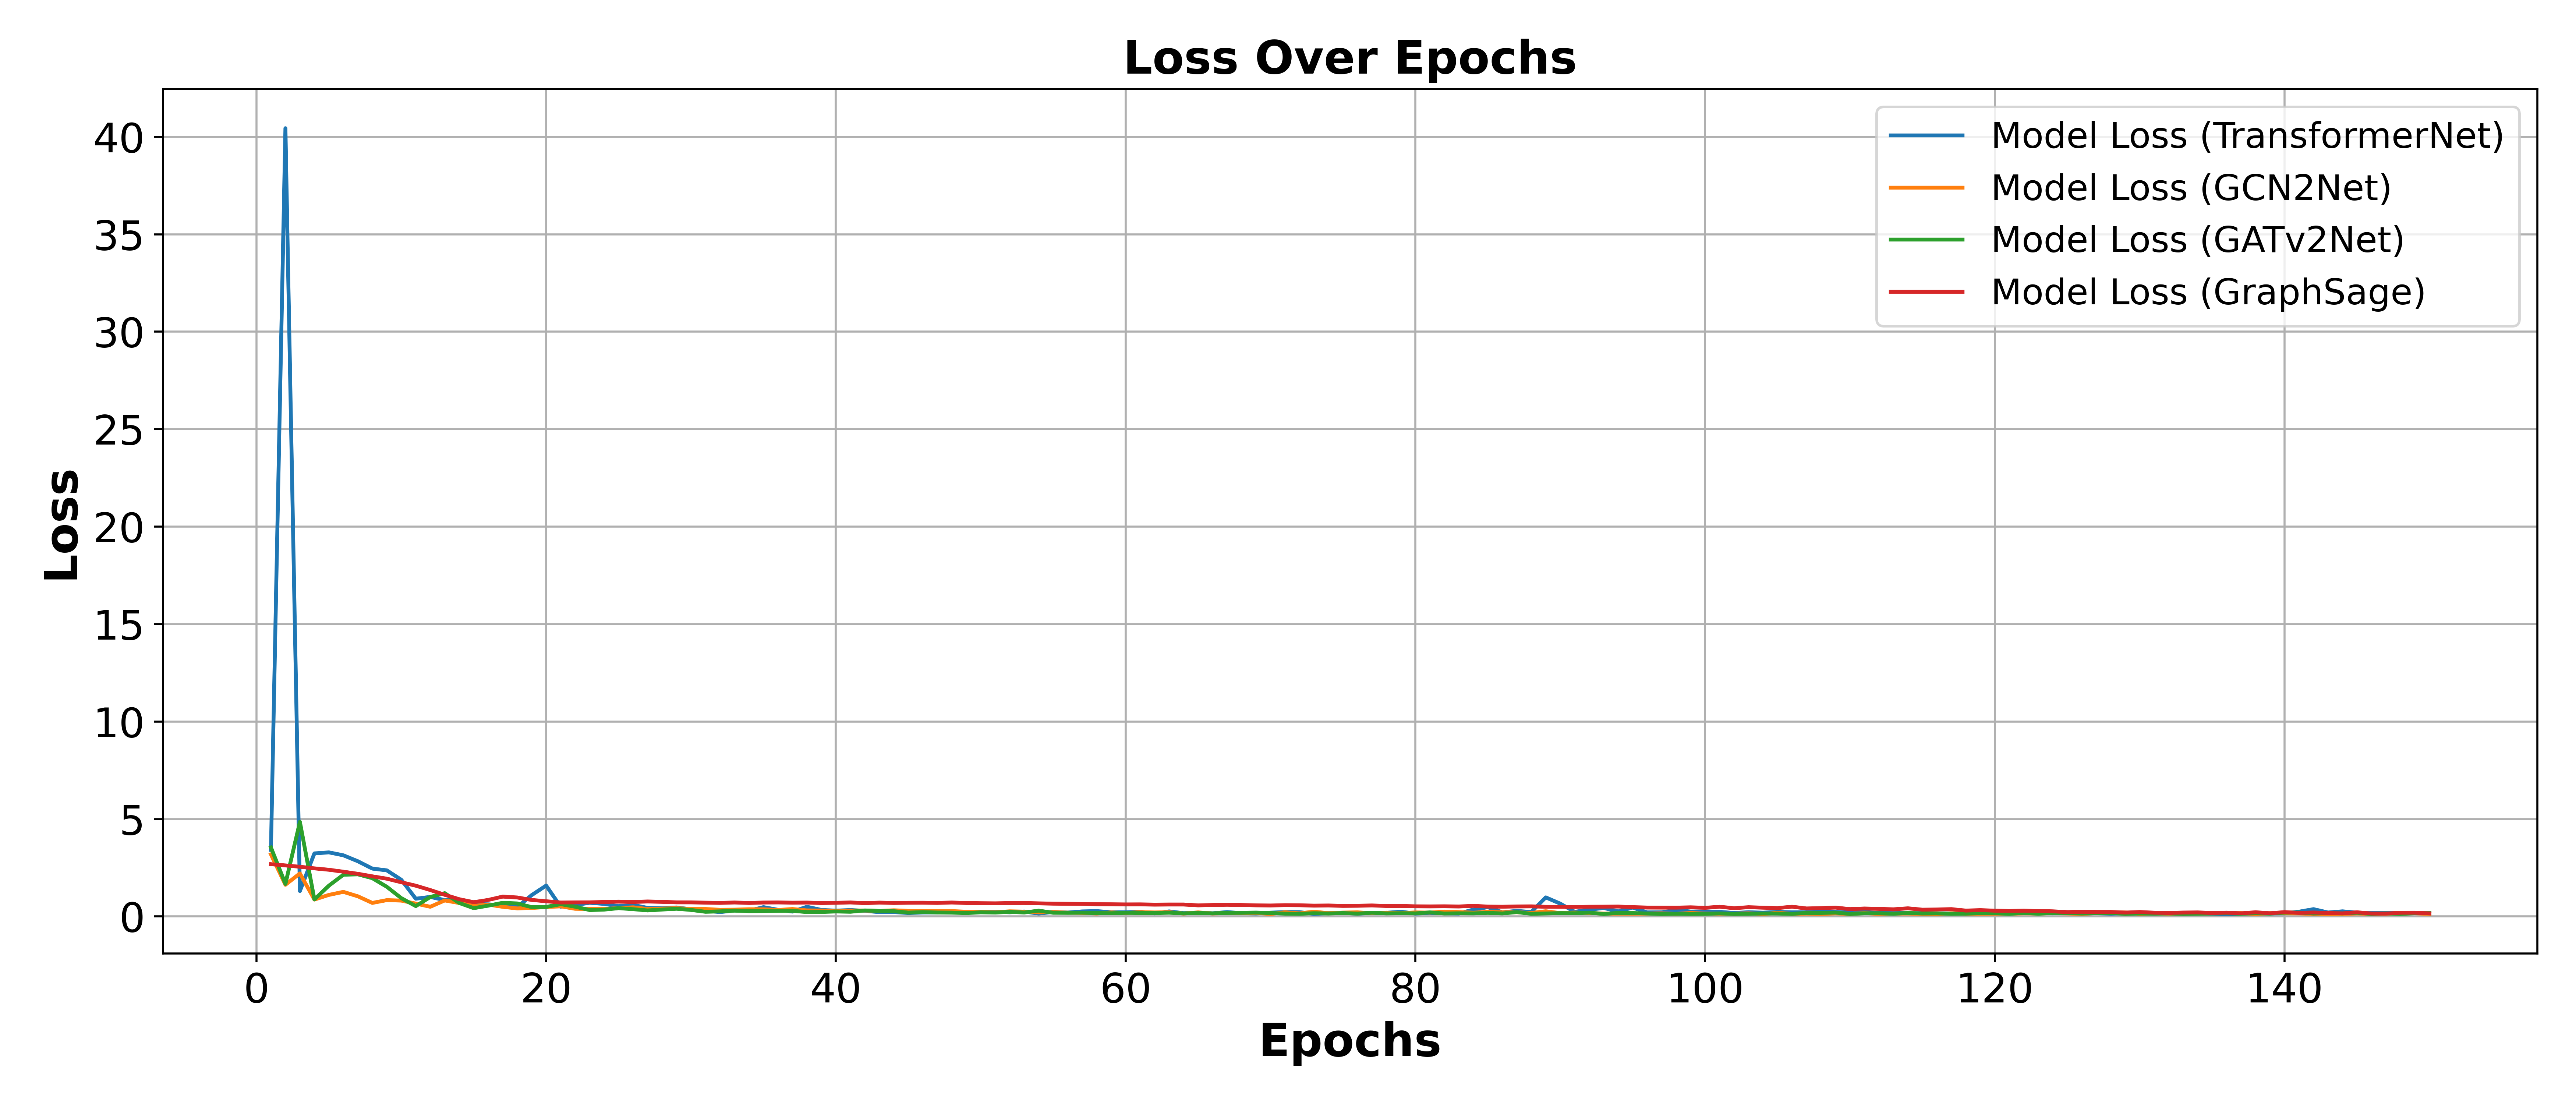 Loss Over Epochs
Model Loss (TransformerNet)
Model Loss (GCN2Net)
Model Loss (GATv2Net)
Model Loss (GraphSage)
Loss
40
35
30
25
20
15
10
5
0
0 20 40 60 80 100 120 140
Epochs